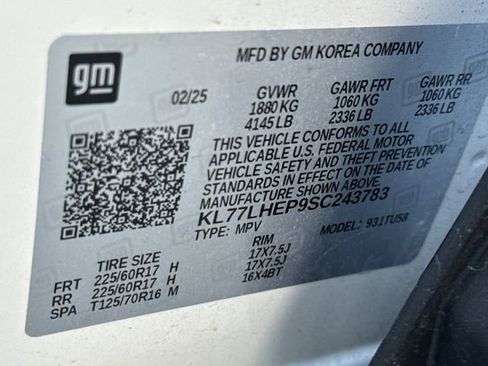 gm
MFD BY GM KOREA COMPANY
02/25 GVWR GAWR FRT GAWR RR
1880 KG 1060 KG 1060 KG
4145 LB 2336 LB 2336 LB
THIS VEHICLE CONFORMS TO ALL
APPLICABLE U.S. FEDERAL MOTOR
VEHICLE SAFETY AND THEFT PREVENTION
STANDARDS IN EFFECT ON THE DATE OF
MANUFACTURE SHOWN ABOVE.
KL77LHEP9SC243783
TYPE: MPV MODEL: 931TU58
TIRE SIZE RIM
FRT 225/60R17 H 17X7.5J
RR 225/60R17 H 17X7.5J
SPA T125/70R16 M 16X4BT